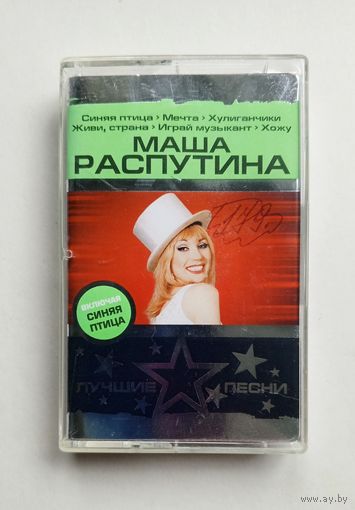 Синяя птица › Мечта › Хулиганчики
Живи, страна › Играй музыкант › Хожу
МАША
РАСПУТИНА
ВКЛЮЧАЯ
СИНЯЯ
ПТИЦА
ЛУЧШИЕ ПЕСНИ
www.ay.by